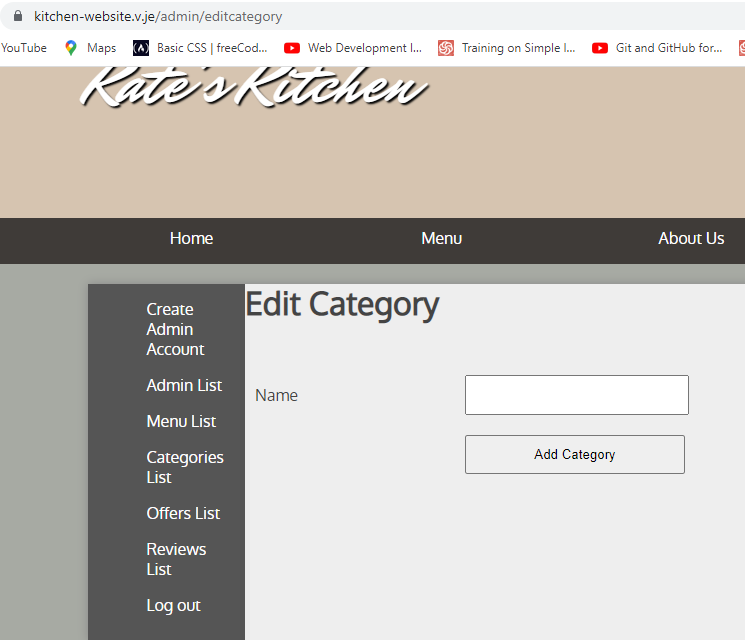 kitchen-website.v.je/admin/editcategory
YouTube Maps Basic CSS | freeCod... Web Development I... Training on Simple I... Git and GitHub for...
Kate's Kitchen
Home Menu About Us
Create
Admin
Account
Admin List
Menu List
Categories
List
Offers List
Reviews
List
Log out
Edit Category
Name
Add Category